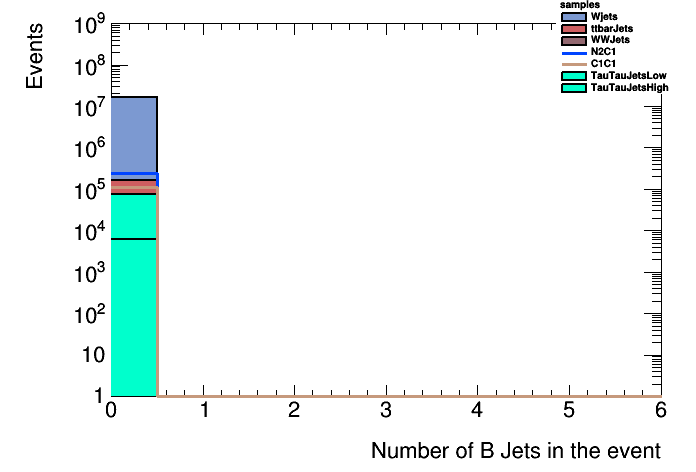 samples
Wjets
ttbarJets
WWJets
N2C1
C1C1
TauTauJetsLow
TauTauJetsHigh
Events
10⁹
10⁸
10⁷
10⁶
10⁵
10⁴
10³
10²
10
1
0 1 2 3 4 5 6
Number of B Jets in the event